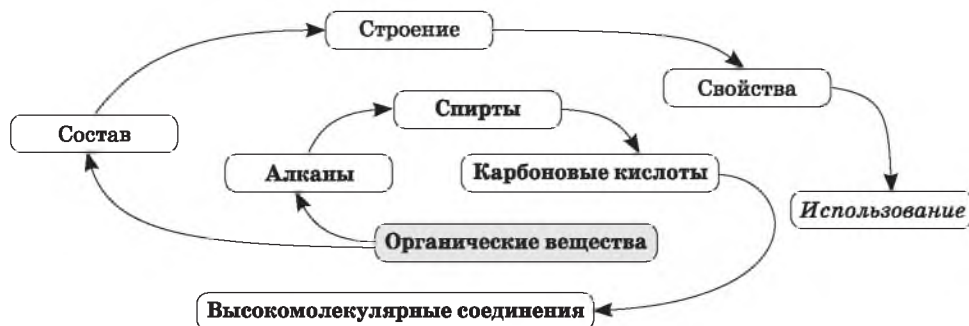 Строение
Свойства
Спирты
Состав
Алканы
Карбоновые кислоты
Использование
Органические вещества
Высокомолекулярные соединения